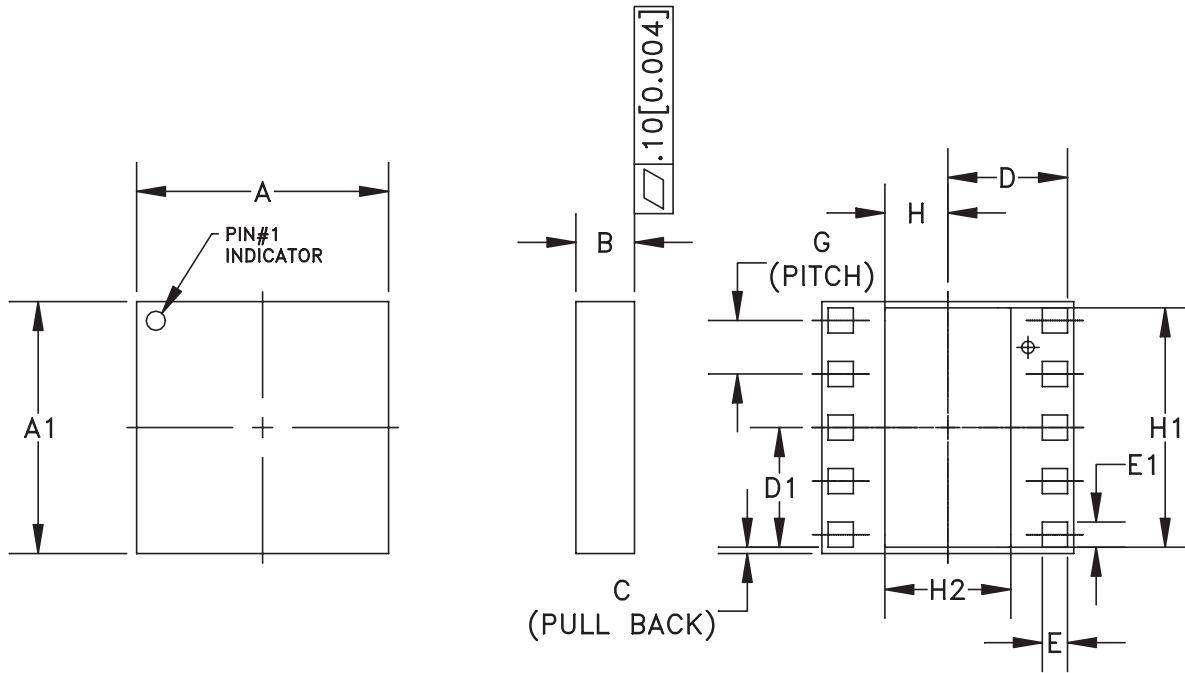 .10[0.004]
A
D
H
PIN#1
INDICATOR
B
G
(PITCH)
A1
H1
E1
D1
C
(PULL BACK)
H2
E